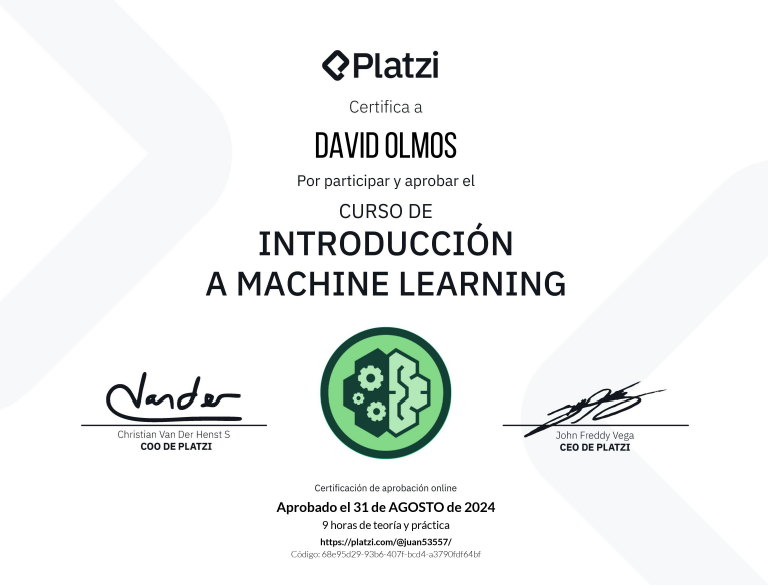 Platzi
Certifica a
DAVID OLMOS
Por participar y aprobar el
CURSO DE
INTRODUCCIÓN
A MACHINE LEARNING
Vander
Christian Van Der Henst S
COO DE PLATZI
John Freddy Vega
CEO DE PLATZI
Certificación de aprobación online
Aprobado el 31 de AGOSTO de 2024
9 horas de teoría y práctica
https://platzi.com/@juan53557/
Código: 68e95d29-93b6-407f-bcd4-a3790fdf64bf